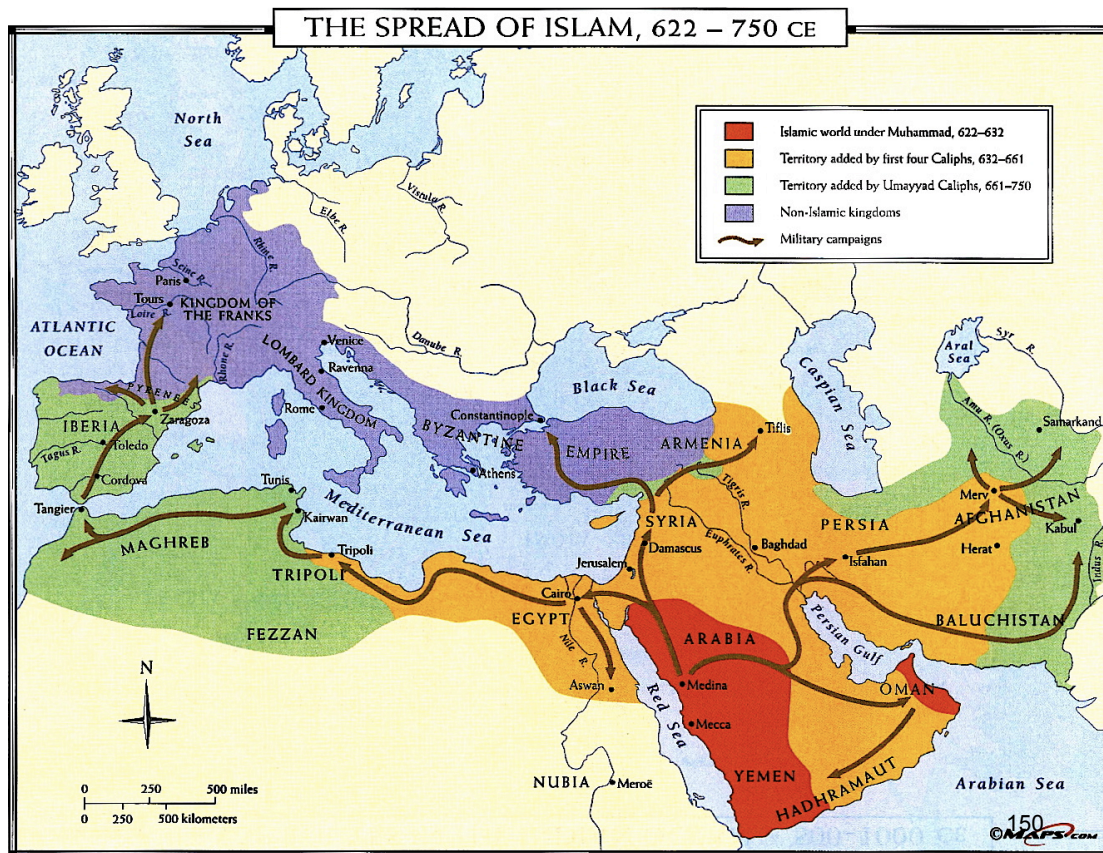 THE SPREAD OF ISLAM, 622 – 750 CE
Islamic world under Muhammad, 622–632
Territory added by first four Caliphs, 632–661
Territory added by Umayyad Caliphs, 661–750
Non-Islamic kingdoms
Military campaigns
North
Sea
Elbe R.
Vistula R.
Rhine R.
Seine R.
Paris
Tours
Loire R.
KINGDOM OF
THE FRANKS
ATLANTIC
OCEAN
Rhone R.
LOMBARD KINGDOM
Venice
Ravenna
Danube R.
Rome
PYRENEES
IBERIA
Zaragoza
Toledo
Tagus R.
Cordova
Tangier
Tunis
Kairwan
MAGHREB
Mediterranean Sea
Black Sea
Constantinople
BYZANTINE
EMPIRE
Athens
ARMENIA
Tiflis
Caspian
Sea
Aral
Sea
Syr R.
Amu R. (Oxus R.)
Samarkand
Merv
AFGHANISTAN
Kabul
Herat
Indus R.
PERSIA
Isfahan
Tigris R.
Euphrates R.
Baghdad
SYRIA
Damascus
Jerusalem
Tripoli
TRIPOLI
FEZZAN
Cairo
EGYPT
Nile R.
Aswan
ARABIA
Medina
Mecca
Red Sea
Persian
Gulf
BALUCHISTAN
OMAN
YEMEN
HADHRAMAUT
NUBIA
Meroë
Arabian Sea
N
0 250 500 miles
0 250 500 kilometers
150
©MAPS.COM